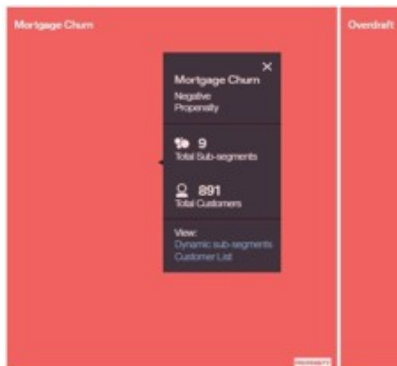 Mortgage Churn
Overdraft
Mortgage Churn
Negative
Propensity
9
Total Sub-segments
891
Total Customers
View:
Dynamic sub-segments
Customer List
PROPENSITY